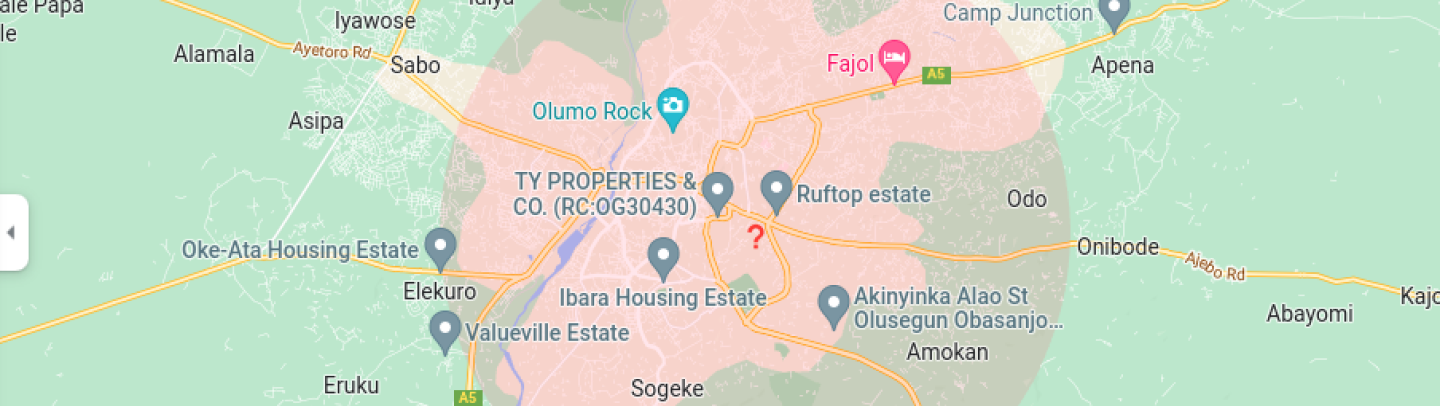 ale Papa
le
Iyawose
Alamala
Ayetoro Rd
Sabo
Asipa
Camp Junction
Fajol
A5
Apena
Olumo Rock
TY PROPERTIES &
CO. (RC:OG30430)
Ruftop estate
Odo
?
Oke-Ata Housing Estate
Onibode
Ajebo Rd
Elekuro
Ibara Housing Estate
Akinyinka Alao St
Olusegun Obasanjo...
Kajo
Abayomi
Valueville Estate
Amokan
Eruku
A5
Sogeke